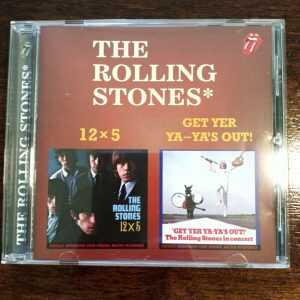 THE
ROLLING
STONES*
12×5
GET YER
YA-YA'S OUT!
THE ROLLING STONES*
THE
ROLLING
STONES
12×5
'GET YER YA-YA'S OUT!'
The Rolling Stones in concert